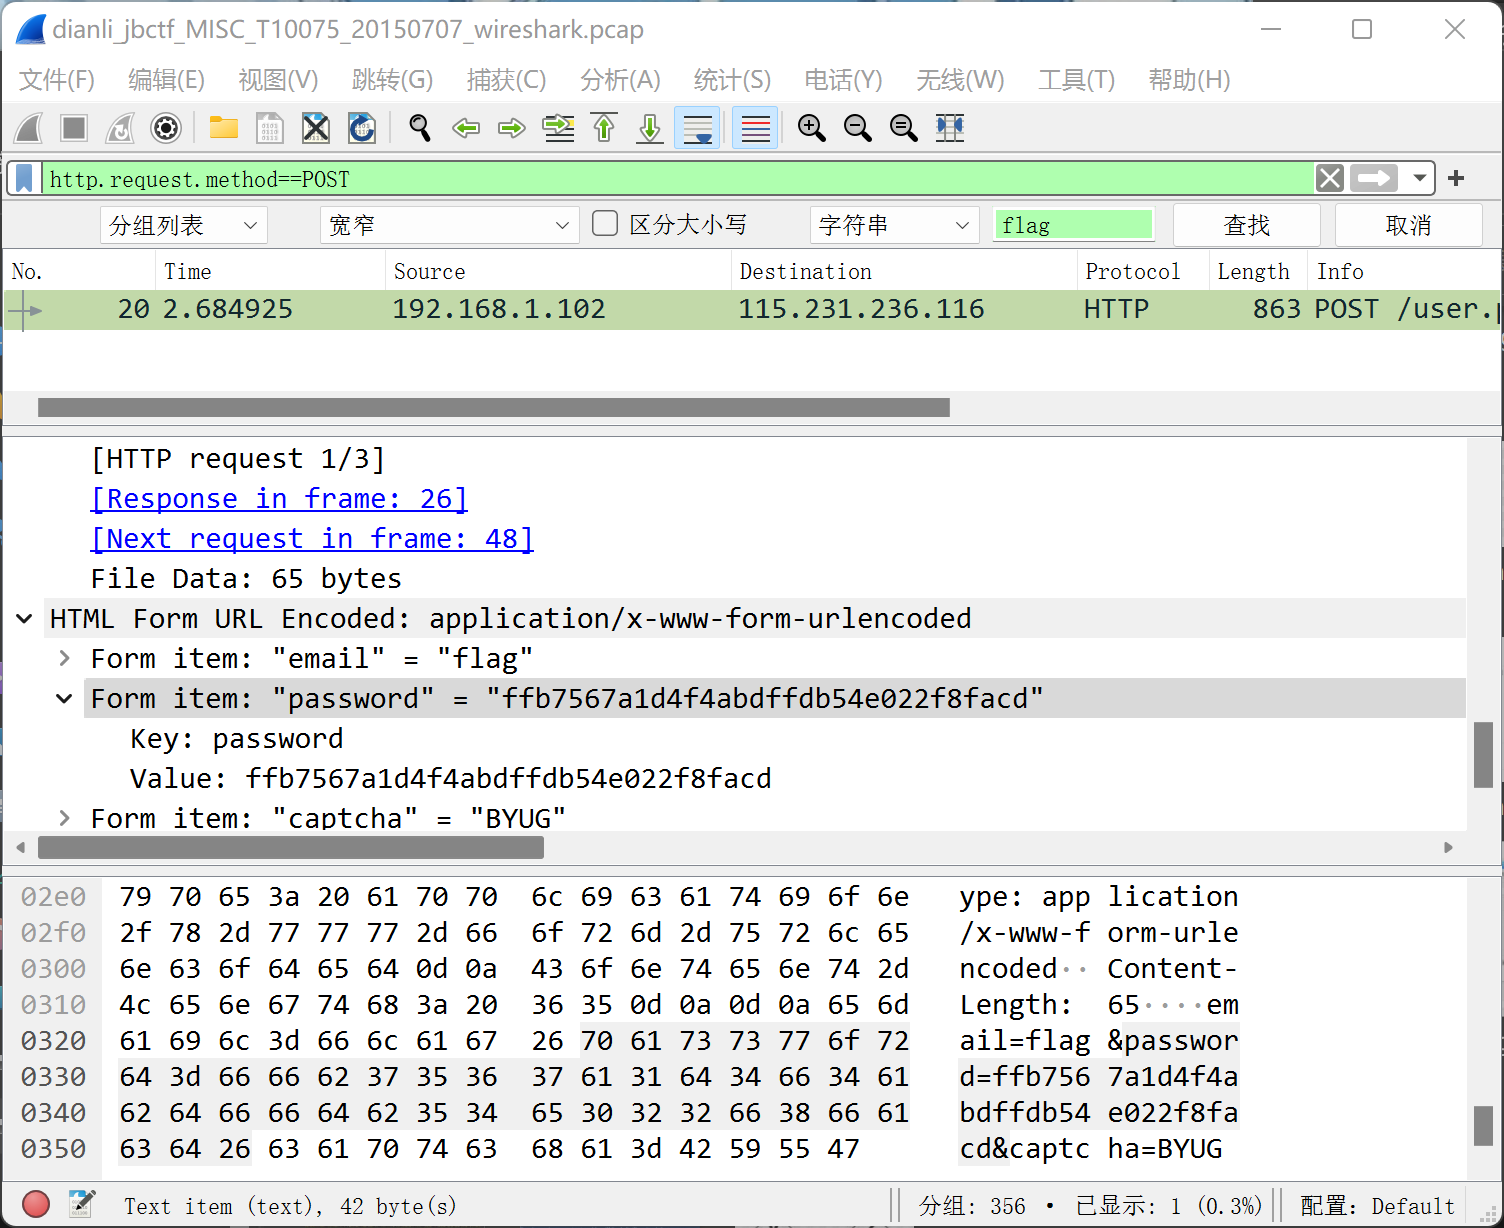 dianli_jbctf_MISC_T10075_20150707_wireshark.pcap
文件(F) 编辑(E) 视图(V) 跳转(G) 捕获(C) 分析(A) 统计(S) 电话(Y) 无线(W) 工具(T) 帮助(H)
http.request.method==POST
分组列表 宽窄 区分大小写 字符串 flag 查找 取消
No. Time Source Destination Protocol Length Info
20 2.684925 192.168.1.102 115.231.236.116 HTTP 863 POST /user.
[HTTP request 1/3]
[Response in frame: 26]
[Next request in frame: 48]
File Data: 65 bytes
HTML Form URL Encoded: application/x-www-form-urlencoded
Form item: "email" = "flag"
Form item: "password" = "ffb7567a1d4f4abdffdb54e022f8facd"
Key: password
Value: ffb7567a1d4f4abdffdb54e022f8facd
Form item: "captcha" = "BYUG"
02e0 79 70 65 3a 20 61 70 70 6c 69 63 61 74 69 6f 6e ype: app lication
02f0 2f 78 2d 77 77 77 2d 66 6f 72 6d 2d 75 72 6c 65 /x-www-f orm-urle
0300 6e 63 6f 64 65 64 0d 0a 43 6f 6e 74 65 6e 74 2d ncoded·· Content-
0310 4c 65 6e 67 74 68 3a 20 36 35 0d 0a 0d 0a 65 6d Length: 65····em
0320 61 69 6c 3d 66 6c 61 67 26 70 61 73 73 77 6f 72 ail=flag &passwor
0330 64 3d 66 66 62 37 35 36 37 61 31 64 34 66 34 61 d=ffb756 7a1d4f4a
0340 62 64 66 66 64 62 35 34 65 30 32 32 66 38 66 61 bdffdb54 e022f8fa
0350 63 64 26 63 61 70 74 63 68 61 3d 42 59 55 47 cd&captc ha=BYUG
Text item (text), 42 byte(s) 分组: 356 · 已显示: 1 (0.3%) 配置: Default